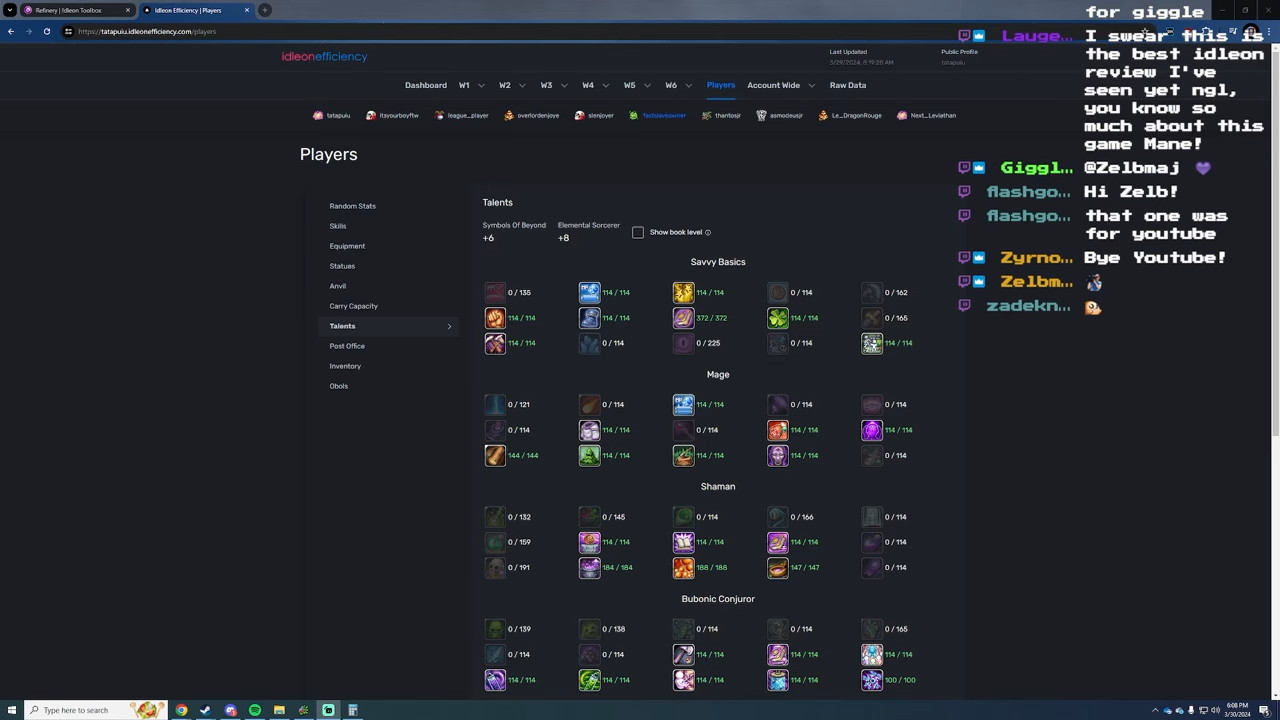 Refinery | Idleon Toolbox
Idleon Efficiency | Players
https://tatapuiu.idleonefficiency.com/players
idleonefficiency
Last Updated
3/29/2024, 8:19:28 AM
Public Profile
tatapuiu
Dashboard W1 W2 W3 W4 W5 W6 Players Account Wide Raw Data
tatapuiu itsyourboyftw league_player overlordenjoye slenjoyer fastslaveowner thantosjr asmodeusjr Le_DragonRouge Next_Leviathan
Players
Random Stats
Skills
Equipment
Statues
Anvil
Carry Capacity
Talents
Post Office
Inventory
Obols
Talents
Symbols Of Beyond
+6
Elemental Sorcerer
+8
Show book level
Savvy Basics
0 / 135 114 / 114 114 / 114 0 / 114 0 / 162
114 / 114 114 / 114 372 / 372 114 / 114 0 / 165
114 / 114 0 / 114 0 / 225 0 / 114 114 / 114
Mage
0 / 121 0 / 114 114 / 114 0 / 114 0 / 114
0 / 114 114 / 114 0 / 114 114 / 114 114 / 114
144 / 144 114 / 114 114 / 114 114 / 114 0 / 114
Shaman
0 / 132 0 / 145 0 / 114 0 / 166 0 / 114
0 / 159 114 / 114 114 / 114 114 / 114 0 / 114
0 / 191 184 / 184 188 / 188 147 / 147 0 / 114
Bubonic Conjuror
0 / 139 0 / 138 0 / 114 0 / 114 0 / 165
0 / 114 0 / 114 114 / 114 114 / 114 114 / 114
114 / 114 114 / 114 114 / 114 114 / 114 100 / 100
for giggle
Lauge... I swear this is
the best idleon
review I've
seen yet ngl,
you know so
much about this
game Mane!
Giggl... @Zelbmaj
flashgo... Hi Zelb!
flashgo... that one was
for youtube
Zyrno... Bye Youtube!
Zelbm...
zadekn...
Type here to search
6:08 PM
3/30/2024